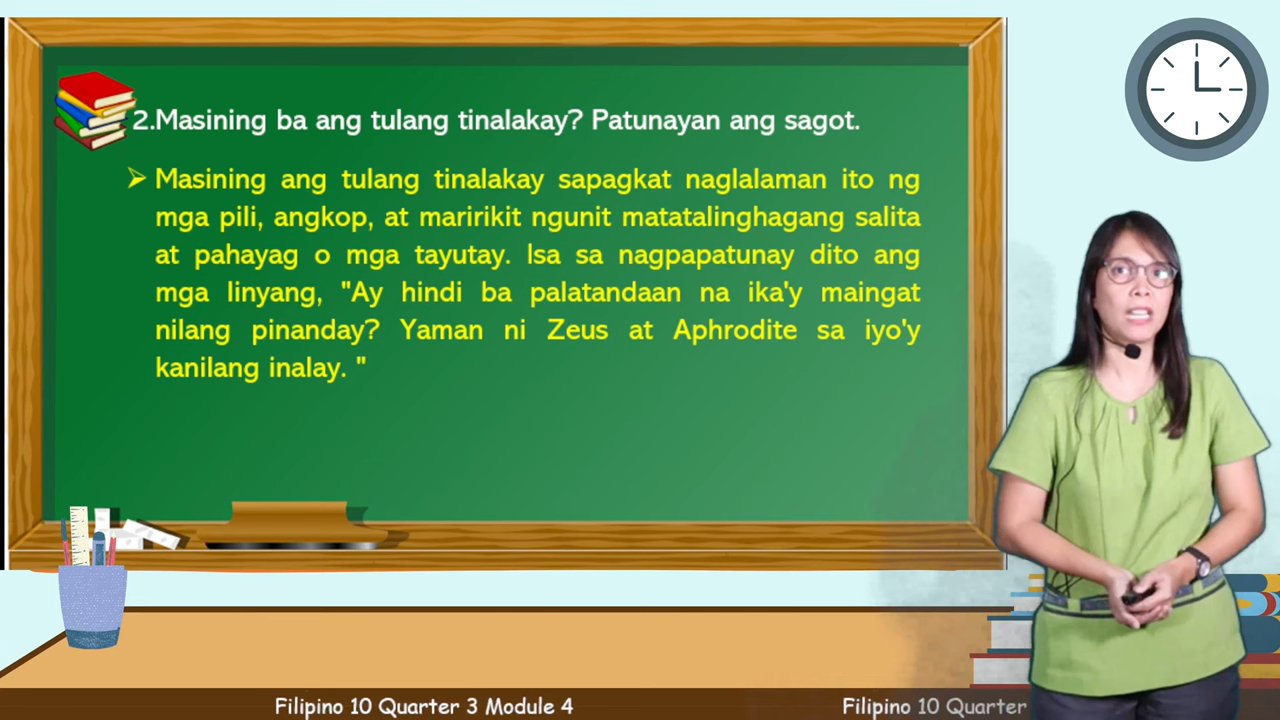 2.Masining ba ang tulang tinalakay? Patunayan ang sagot.
➢ Masining ang tulang tinalakay sapagkat naglalaman ito ng
mga pili, angkop, at maririkit ngunit matatalinghagang salita
at pahayag o mga tayutay. Isa sa nagpapatunay dito ang
mga linyang, "Ay hindi ba palatandaan na ika'y maingat
nilang pinanday? Yaman ni Zeus at Aphrodite sa iyo'y
kanilang inalay. "
Filipino 10 Quarter 3 Module 4
Filipino 10 Quarter